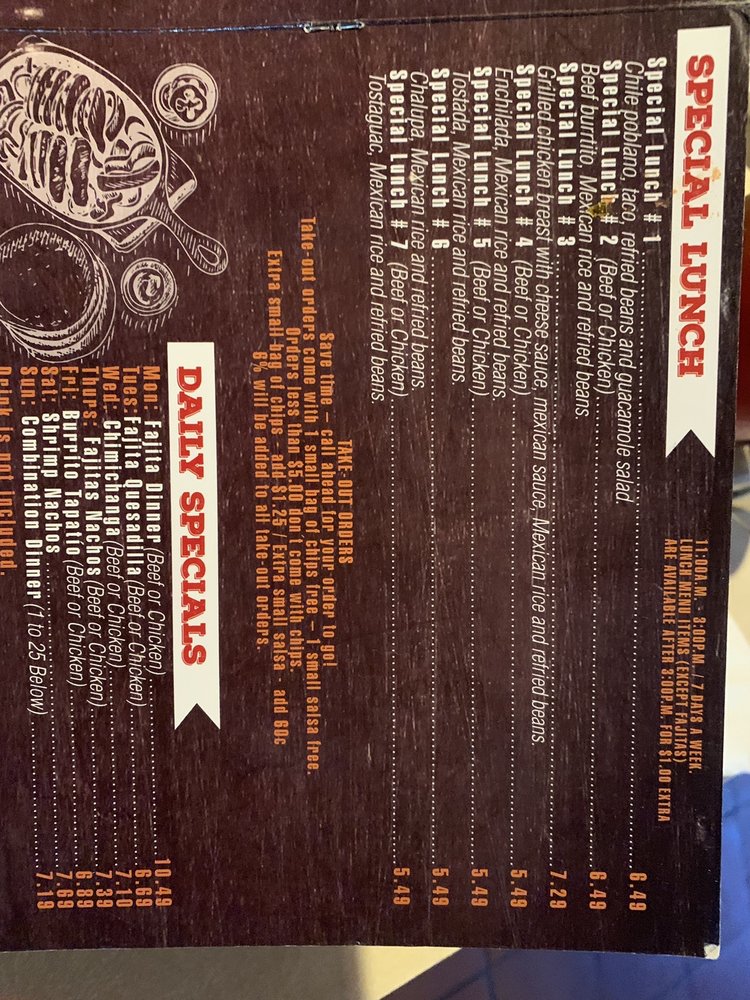 SPECIAL LUNCH
11:00A.M. - 3:00P.M. / 7 DAYS A WEEK.
LUNCH MENU ITEMS (EXCEPT FAJITAS)
ARE AVAILABLE AFTER 3:00P.M. FOR $1.00 EXTRA
Special Lunch # 1 6.49
Chile poblano, taco, refried beans and guacamole salad.
Special Lunch # 2 (Beef or Chicken) 6.49
Beef burrito, Mexican rice and refried beans.
Special Lunch # 3 7.29
Grilled chicken breast with cheese sauce, mexican sauce, Mexican rice and refried beans.
Special Lunch # 4 (Beef or Chicken) 5.49
Enchilada, Mexican rice and refried beans.
Special Lunch # 5 (Beef or Chicken) 5.49
Tostada, Mexican rice and refried beans.
Special Lunch # 6 5.49
Chalupa, Mexican rice and refried beans.
Special Lunch # 7 (Beef or Chicken) 5.49
Tostaguac, Mexican rice and refried beans.
TAKE-OUT ORDERS
Save time – call ahead for your order to go!
Take-out orders come with 1 small bag of chips free – 1 small salsa free.
Orders less than $5.00 don't come with chips.
Extra small-bag of chips add $1.25 / Extra small salsa add 60c
6% will be added to all take-out orders.
DAILY SPECIALS
Mon: Fajita Dinner (Beef or Chicken) 10.49
Tues: Fajita Quesadilla (Beef or Chicken) 6.69
Wed: Chimichanga (Beef or Chicken) 7.10
Thurs: Fajitas Nachos (Beef or Chicken) 7.39
Fri: Burrito Tapatio (Beef or Chicken) 6.89
Sat: Shrimp Nachos 7.69
Sun: Combination Dinner (1 to 25 Below) 7.19
Drink is not included.